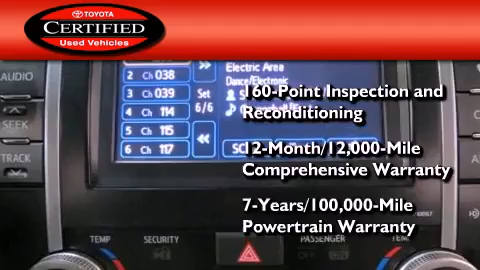 TOYOTA
CERTIFIED
Used Vehicles
AUDIO
SEEK
TRACK
2 Ch 038
3 Ch 039
4 Ch 114
5 Ch 115
6 Ch 117
Set
6/6
Electric Area
Dance/Electronic
160-Point Inspection and
Reconditioning
12-Month/12,000-Mile
Comprehensive Warranty
7-Years/100,000-Mile
Powertrain Warranty
TEMP
SECURITY
PASSENGER